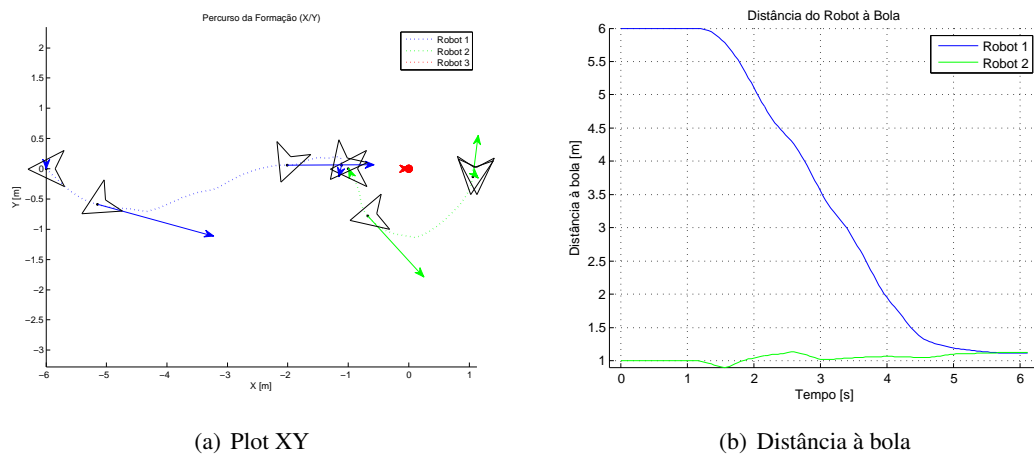 Percurso da Formação (X/Y)
Robot 1
Robot 2
Robot 3
Y [m]
2
1.5
1
0.5
0
−0.5
−1
−1.5
−2
−2.5
−3
−6
−5
−4
−3
−2
−1
0
1
X [m]
(a) Plot XY
Distância do Robot à Bola
Robot 1
Robot 2
Distância à bola [m]
6
5.5
5
4.5
4
3.5
3
2.5
2
1.5
1
0
1
2
3
4
5
6
Tempo [s]
(b) Distância à bola